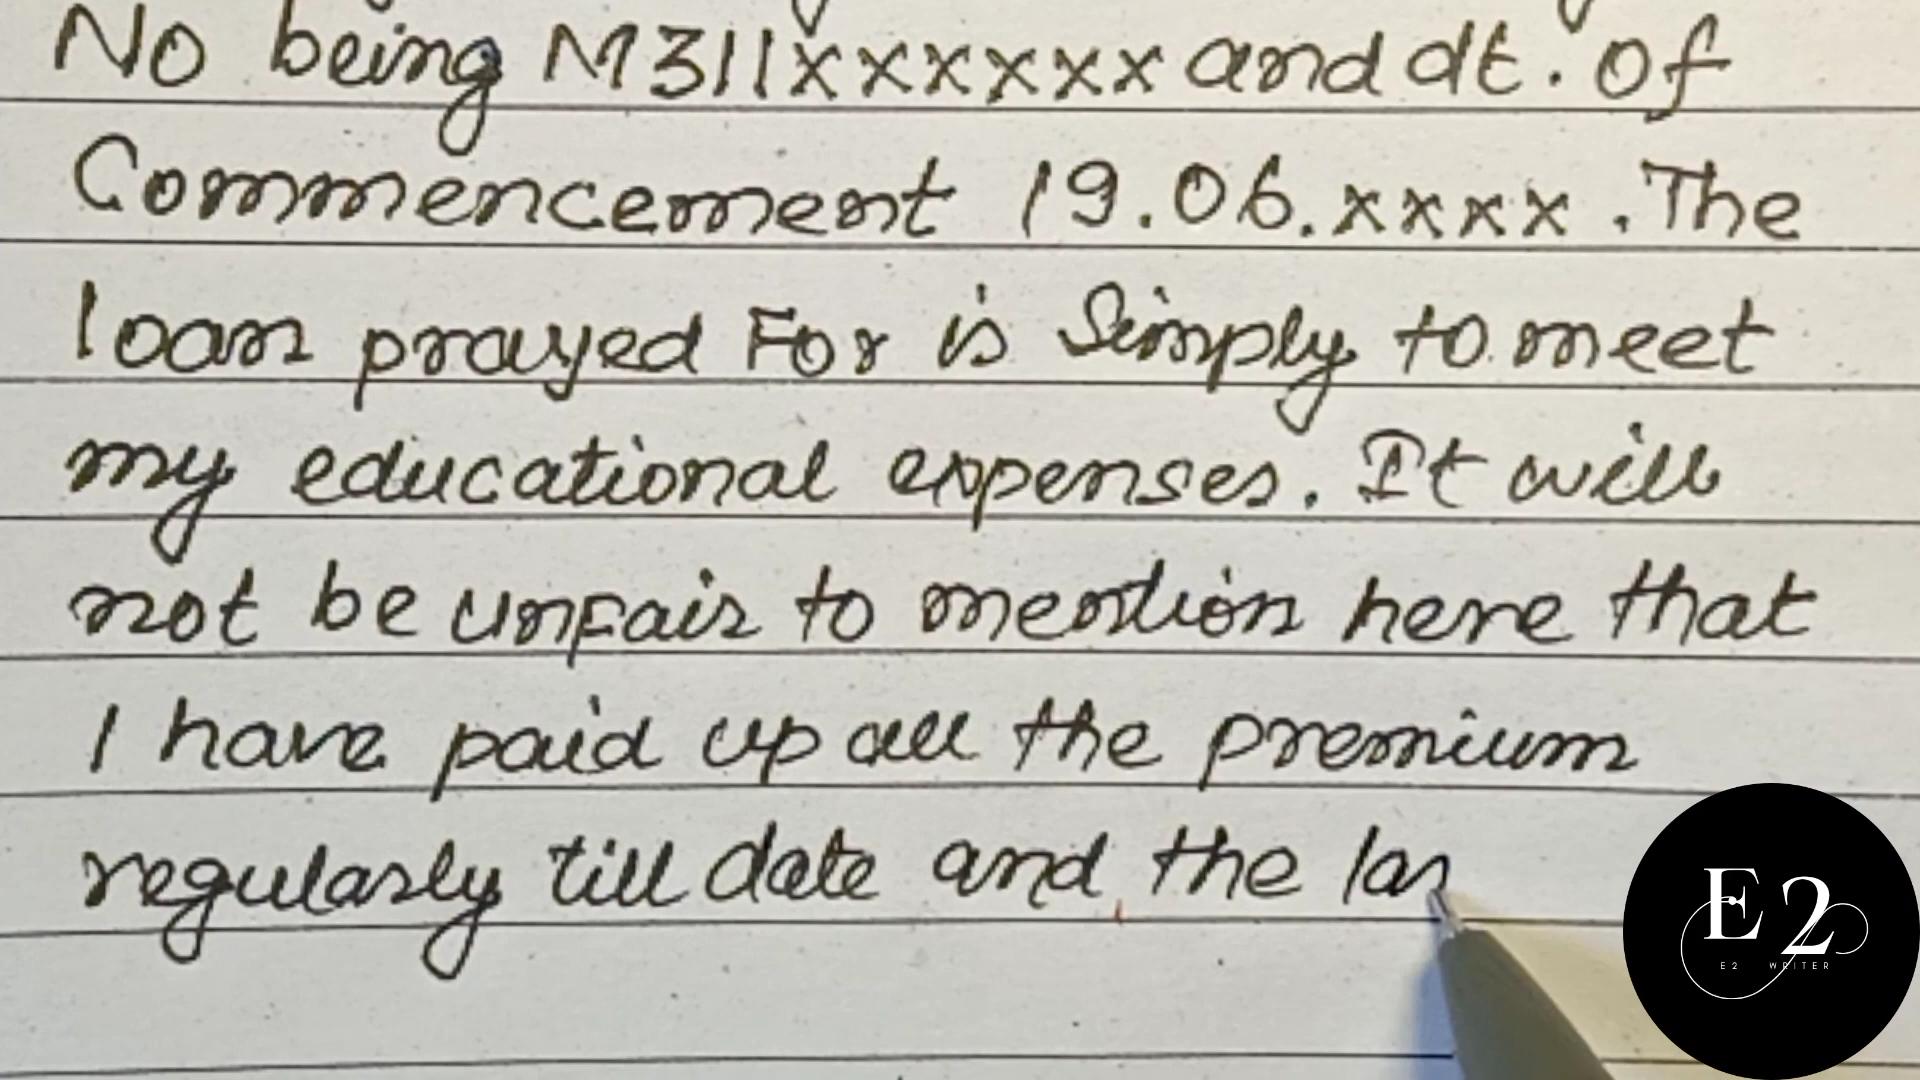 No being M311xxxxxx and dt. of
Commencement 19.06.xxxx. The
loan prayed For is Simply to meet
my educational expenses. It will
not be unfair to mention here that
I have paid up all the premium
regularly till date and the las
E2
E2 WRITER